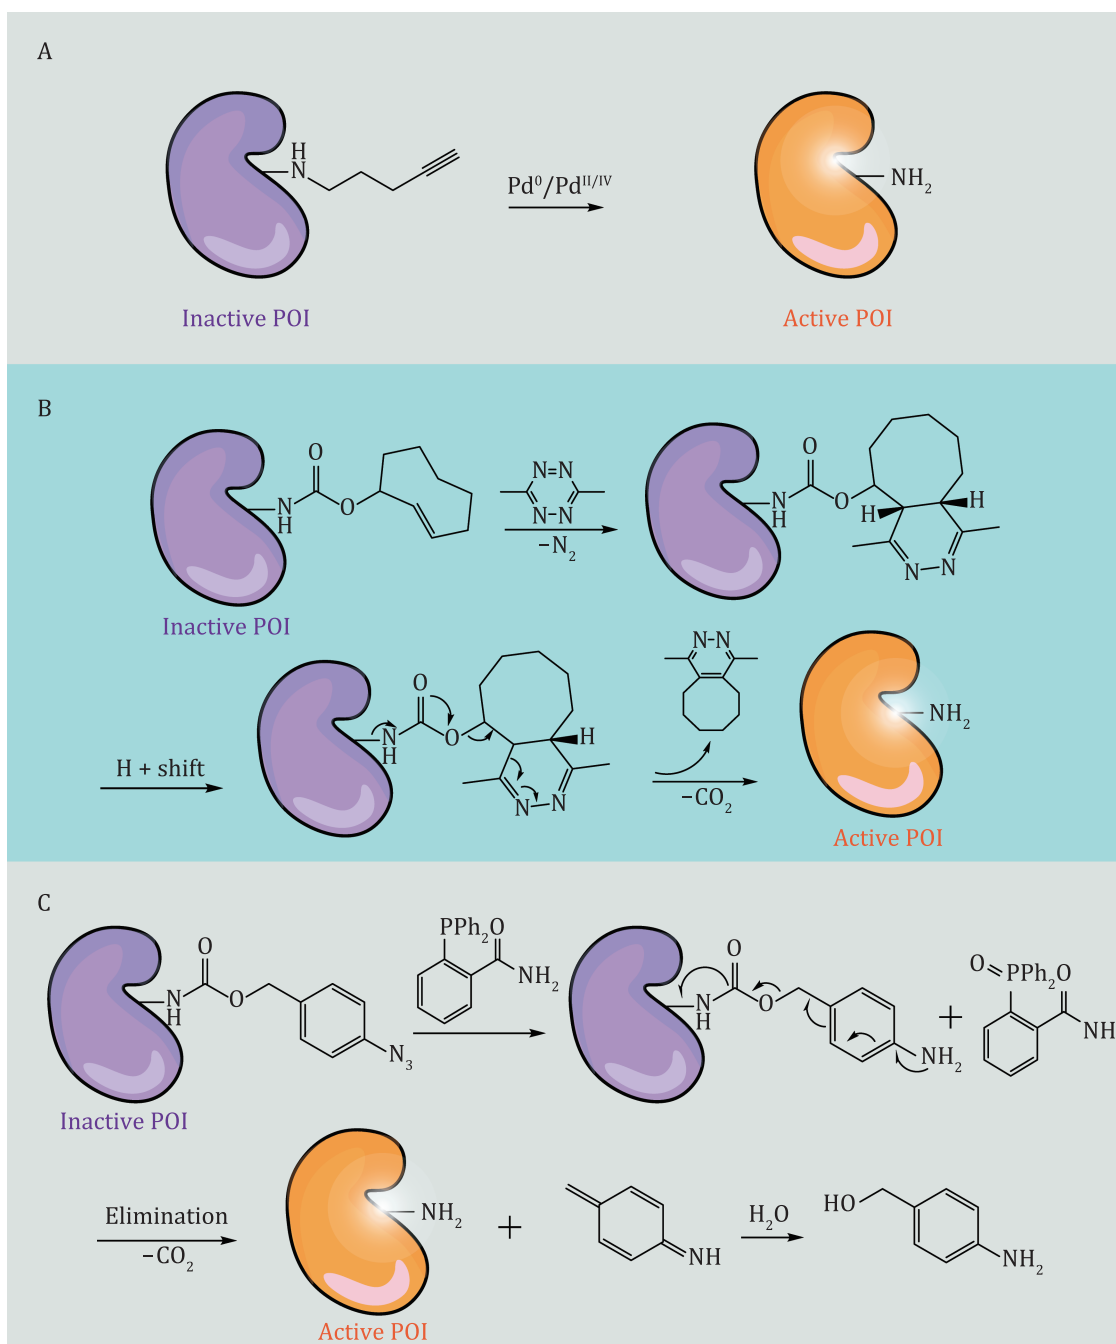 A
H
N
Pd⁰/Pdᴵᴵ/ᴵⱽ
NH₂
Inactive POI
Active POI
B
O
N
H
O
N=N
N=N
−N₂
O
N
H
O
H
H
N
N
Inactive POI
H + shift
O
N
H
O
H
N
N
N-N
−CO₂
NH₂
Active POI
C
O
N
H
O
N₃
PPh₂O
NH₂
O
N
H
O
NH₂
+
O
PPh₂O
NH
Inactive POI
Elimination
−CO₂
NH₂
+
NH
H₂O
HO
NH₂
Active POI